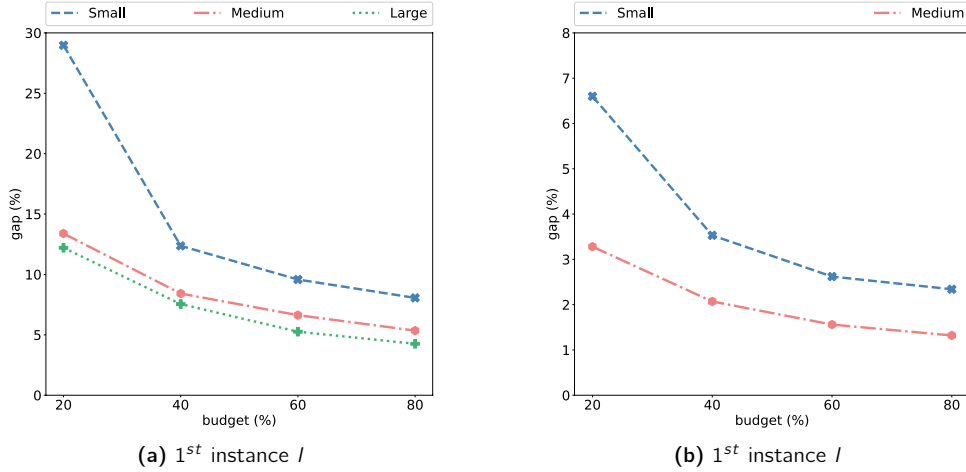 Small Medium Large
30
25
20
15
10
5
0
gap (%)
20 40 60 80
budget (%)
(a) 1st instance I
Small Medium
8
7
6
5
4
3
2
1
0
gap (%)
20 40 60 80
budget (%)
(b) 1st instance I